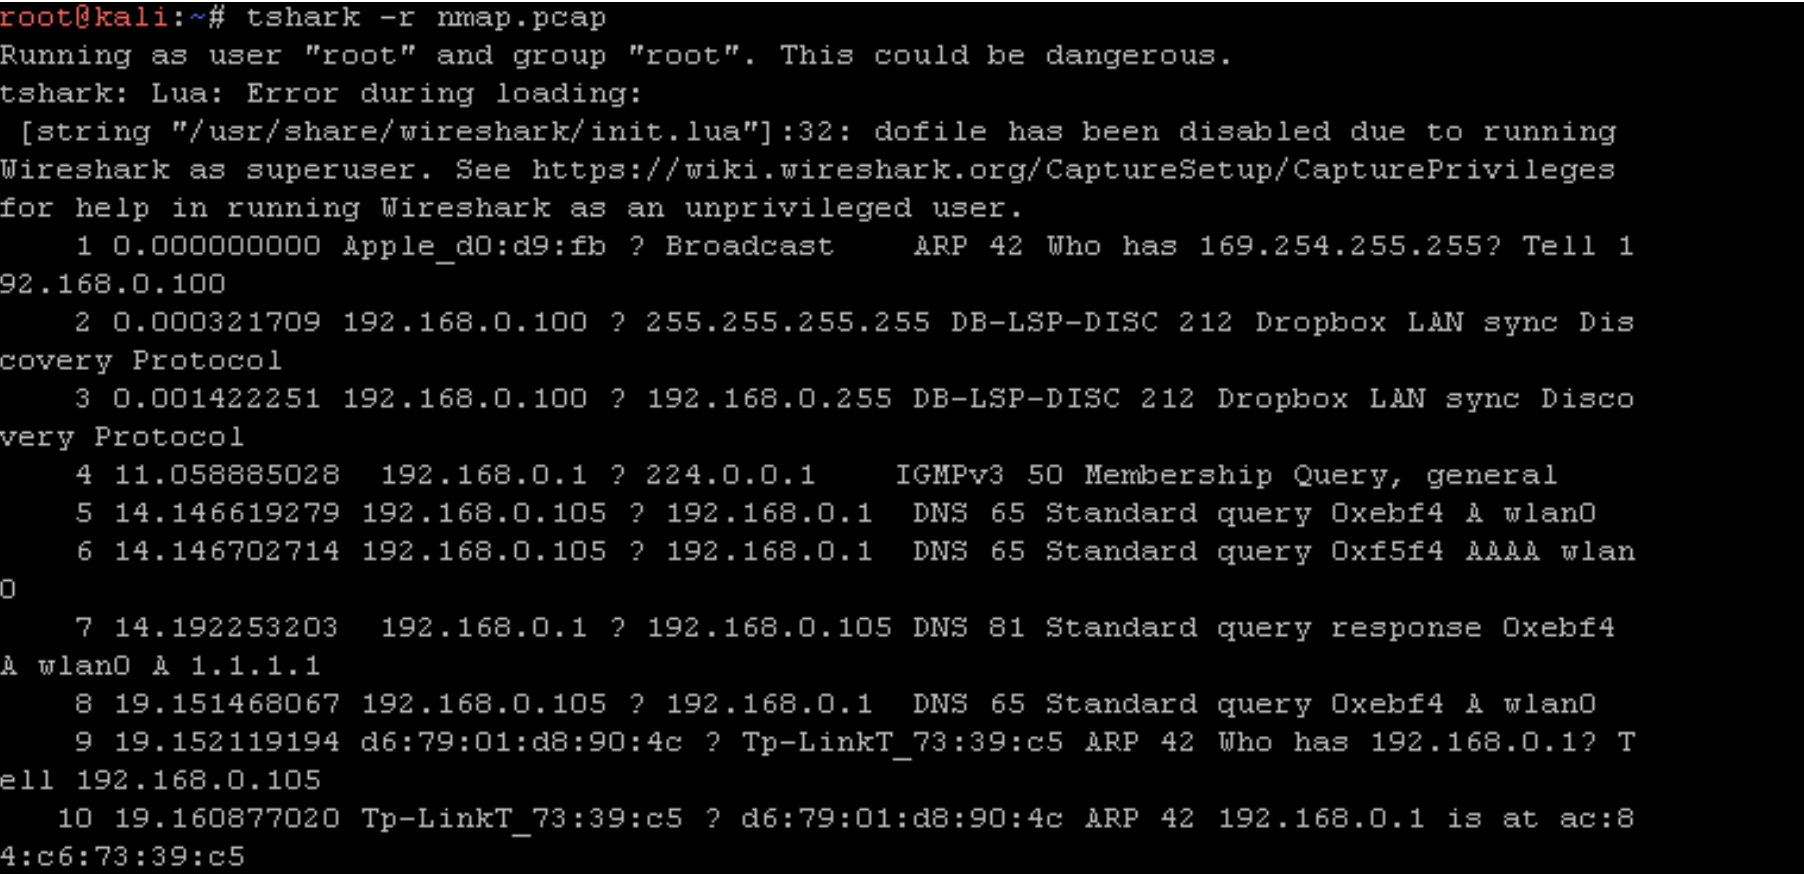 root@kali:~# tshark -r nmap.pcap
Running as user "root" and group "root". This could be dangerous.
tshark: Lua: Error during loading:
 [string "/usr/share/wireshark/init.lua"]:32: dofile has been disabled due to running
Wireshark as superuser. See https://wiki.wireshark.org/CaptureSetup/CapturePrivileges
for help in running Wireshark as an unprivileged user.
    1 0.000000000 Apple_d0:d9:fb ? Broadcast    ARP 42 Who has 169.254.255.255? Tell 1
92.168.0.100
    2 0.000321709 192.168.0.100 ? 255.255.255.255 DB-LSP-DISC 212 Dropbox LAN sync Dis
covery Protocol
    3 0.001422251 192.168.0.100 ? 192.168.0.255 DB-LSP-DISC 212 Dropbox LAN sync Disco
very Protocol
    4 11.058885028  192.168.0.1 ? 224.0.0.1    IGMPv3 50 Membership Query, general
    5 14.146619279 192.168.0.105 ? 192.168.0.1  DNS 65 Standard query 0xebf4 A wlan0
    6 14.146702714 192.168.0.105 ? 192.168.0.1  DNS 65 Standard query 0xf5f4 AAAA wlan
0
    7 14.192253203  192.168.0.1 ? 192.168.0.105 DNS 81 Standard query response 0xebf4
A wlan0 A 1.1.1.1
    8 19.151468067 192.168.0.105 ? 192.168.0.1  DNS 65 Standard query 0xebf4 A wlan0
    9 19.152119194 d6:79:01:d8:90:4c ? Tp-LinkT_73:39:c5 ARP 42 Who has 192.168.0.1? T
ell 192.168.0.105
   10 19.160877020 Tp-LinkT_73:39:c5 ? d6:79:01:d8:90:4c ARP 42 192.168.0.1 is at ac:8
4:c6:73:39:c5